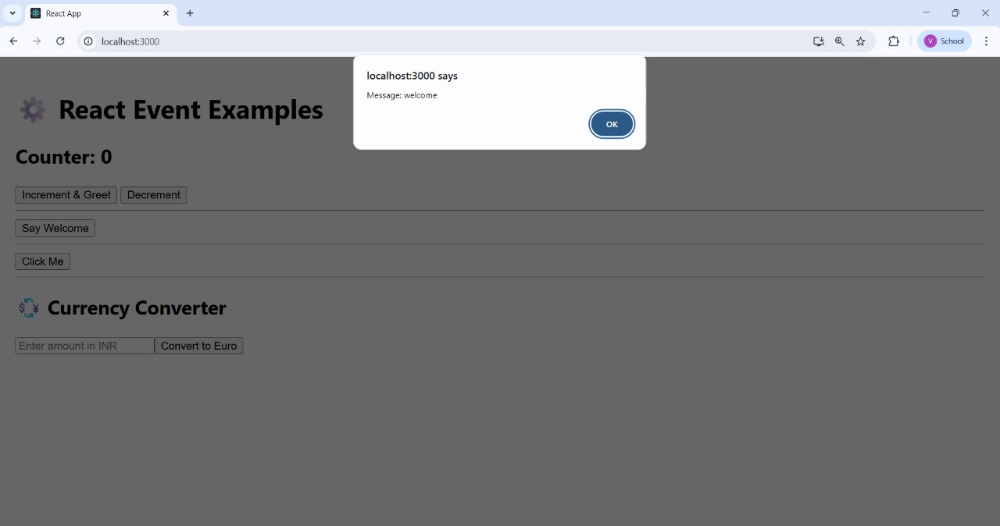 React App
localhost:3000
V School
localhost:3000 says
Message: welcome
OK
React Event Examples
Counter: 0
Increment & Greet Decrement
Say Welcome
Click Me
$ ¥ Currency Converter
Enter amount in INR Convert to Euro